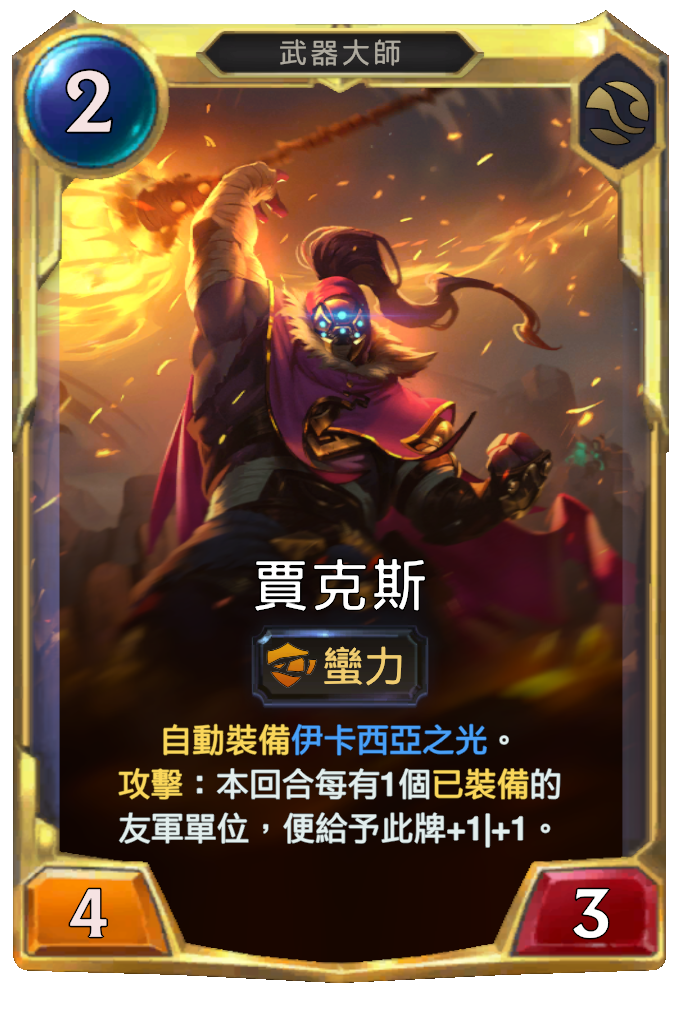 武器大師
2
賈克斯
蠻力
自動裝備伊卡西亞之光。
攻擊：本回合每有1個已裝備的
友軍單位，便給予此牌+1|+1。
4
3